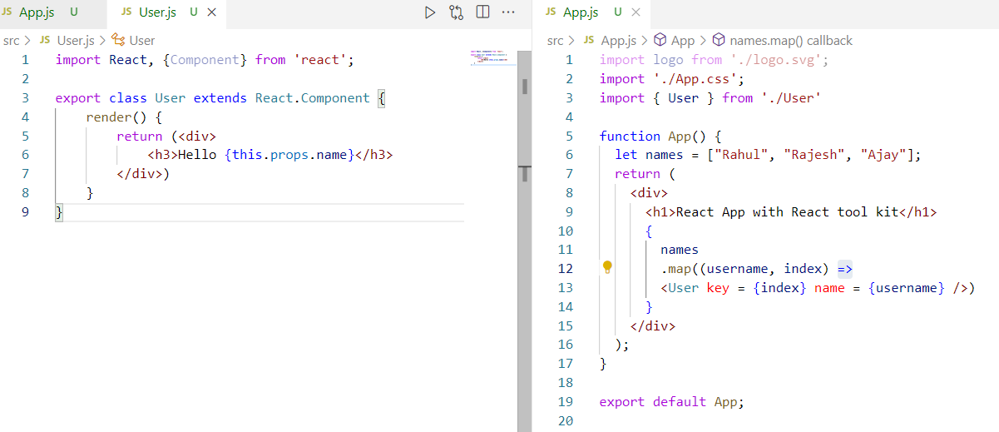 JS App.js U JS User.js U
src > JS User.js > User
1 import React, {Component} from 'react';
2
3 export class User extends React.Component {
4 render() {
5 return (<div>
6 <h3>Hello {this.props.name}</h3>
7 </div>)
8 }
9 }
JS App.js U
src > JS App.js > App > names.map() callback
1 import logo from './logo.svg';
2 import './App.css';
3 import { User } from './User'
4
5 function App() {
6 let names = ["Rahul", "Rajesh", "Ajay"];
7 return (
8 <div>
9 <h1>React App with React tool kit</h1>
10 {
11 names
12 .map((username, index) =>
13 <User key = {index} name = {username} />)
14 }
15 </div>
16 );
17 }
18
19 export default App;
20